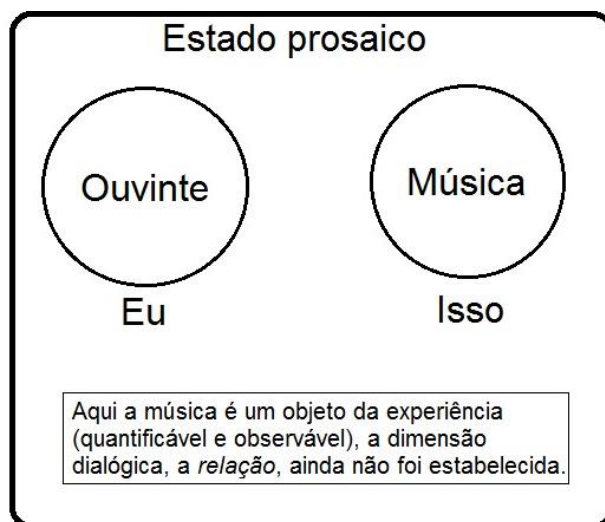 Estado prosaico
Ouvinte
Música
Eu
Isso
Aqui a música é um objeto da experiência
(quantificável e observável), a dimensão
dialógica, a relação, ainda não foi estabelecida.